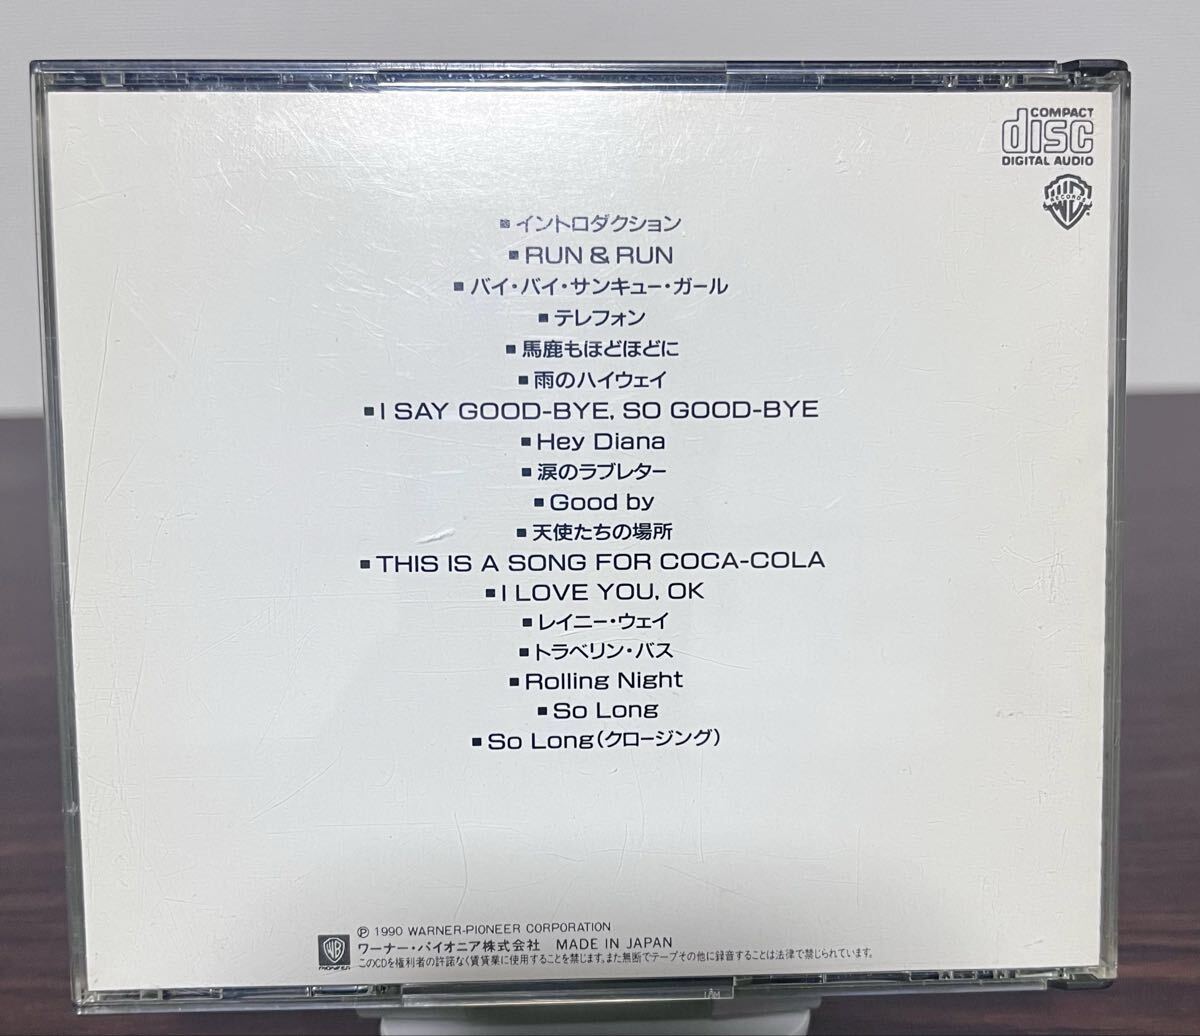 COMPACT
disc
DIGITAL AUDIO
WB
RECORDS
■イントロダクション
■RUN & RUN
■バイ・バイ・サンキュー・ガール
■テレフォン
■馬鹿もほどほどに
■雨のハイウェイ
■I SAY GOOD-BYE, SO GOOD-BYE
■Hey Diana
■涙のラブレター
■Good by
■天使たちの場所
■THIS IS A SONG FOR COCA-COLA
■I LOVE YOU, OK
■レイニー・ウェイ
■トラベリン・バス
■Rolling Night
■So Long
■So Long(クロージング)
Ⓟ 1990 WARNER-PIONEER CORPORATION
WB
PIONEER
ワーナー・パイオニア株式会社 MADE IN JAPAN
このCDを権利者の許諾なく賃貸業に使用することを禁じます。また無断でテープその他に録音することは法律で禁じられています。